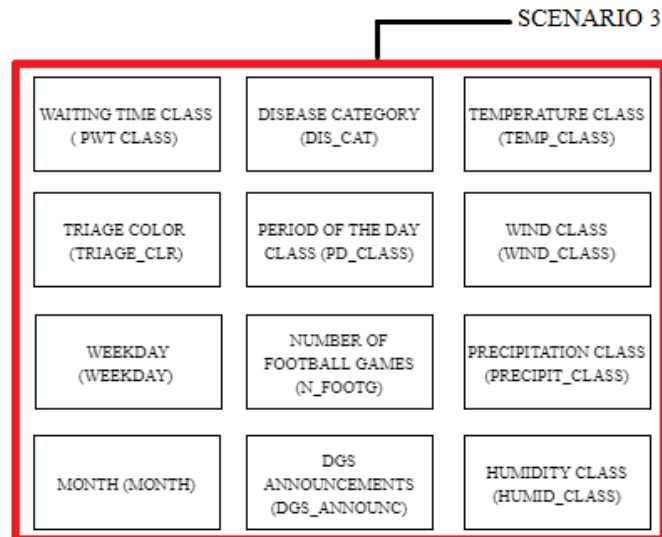 SCENARIO 3
WAITING TIME CLASS
( PWT CLASS)
DISEASE CATEGORY
(DIS_CAT)
TEMPERATURE CLASS
(TEMP_CLASS)
TRIAGE COLOR
(TRIAGE_CLR)
PERIOD OF THE DAY
CLASS (PD_CLASS)
WIND CLASS
(WIND_CLASS)
WEEKDAY
(WEEKDAY)
NUMBER OF
FOOTBALL GAMES
(N_FOOTG)
PRECIPITATION CLASS
(PRECIPIT_CLASS)
MONTH (MONTH)
DGS
ANNOUNCEMENTS
(DGS_ANNOUNC)
HUMIDITY CLASS
(HUMID_CLASS)